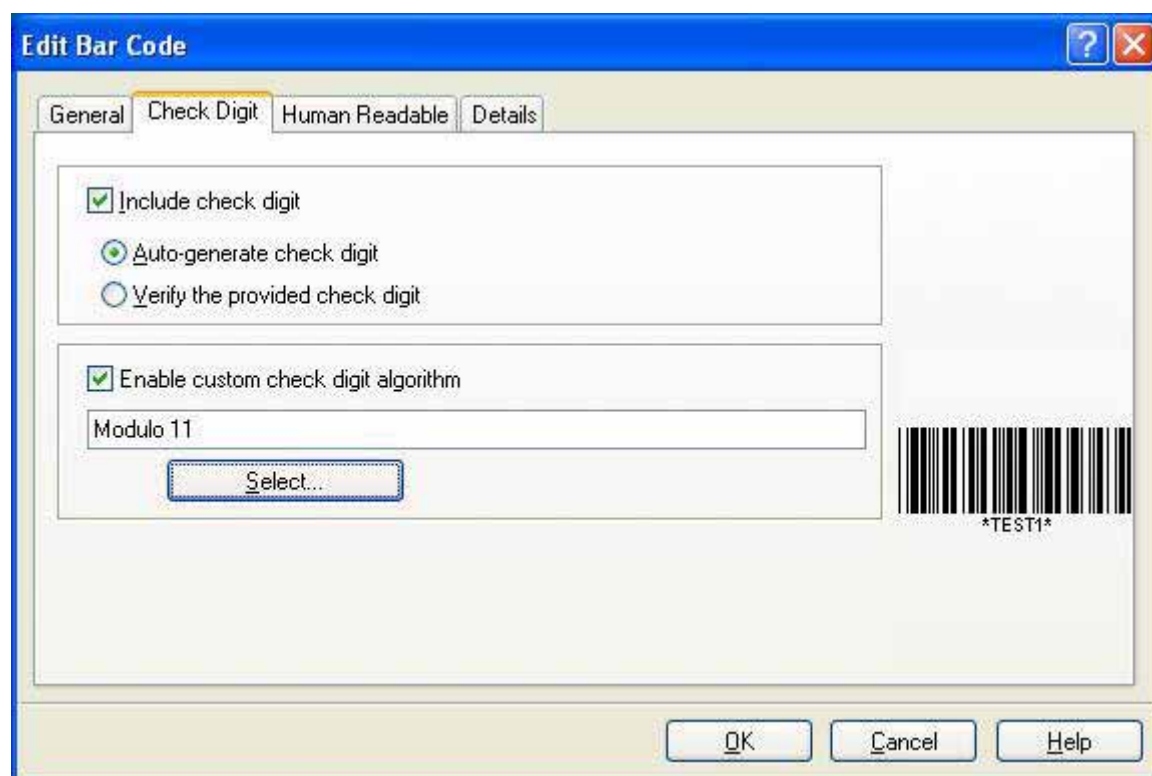 Edit Bar Code
General Check Digit Human Readable Details
Include check digit
Auto-generate check digit
Verify the provided check digit
Enable custom check digit algorithm
Modulo 11
Select...
*TEST1*
OK Cancel Help